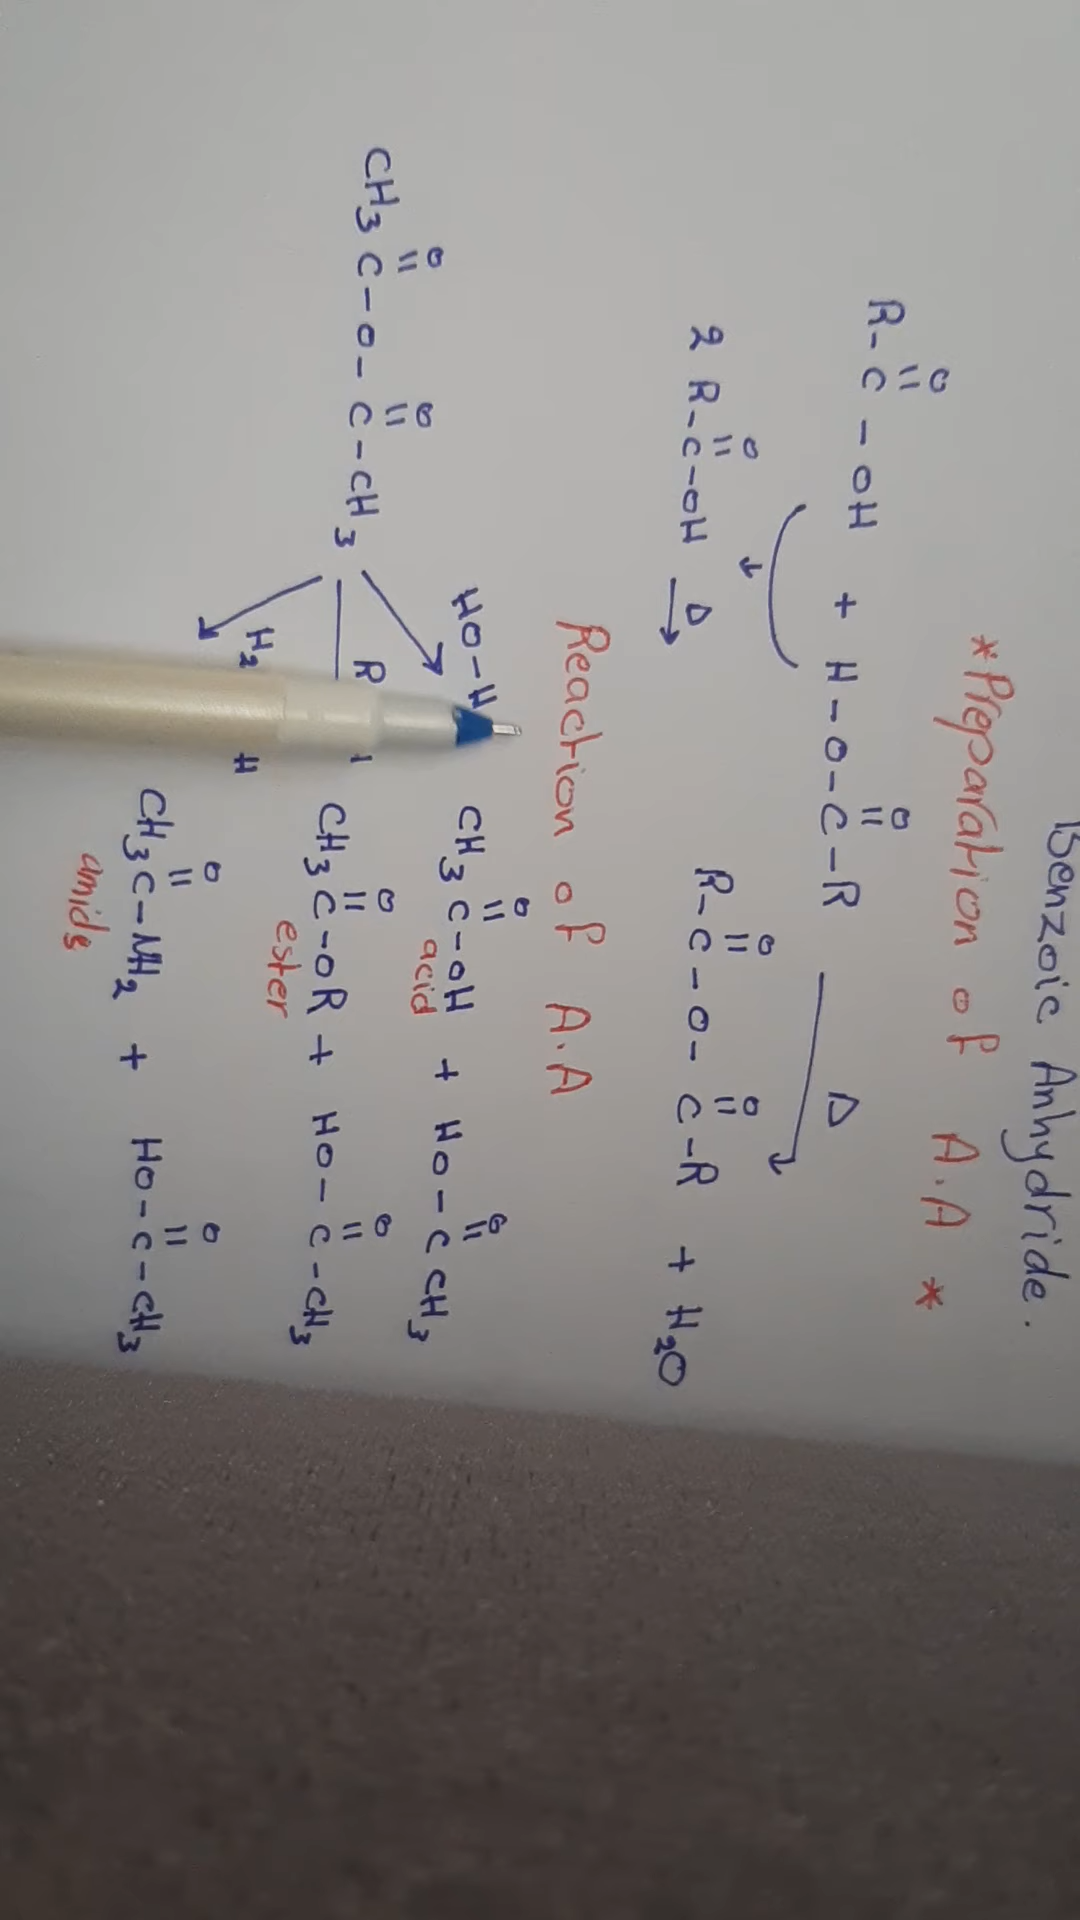 Benzoic Anhydride.
*Preparation of A.A *
O O
R-C-OH + H-O-C-R Δ
O O O
2 R-C-OH Δ R-C-O-C-R + H2O
Reaction of A.A
HO-H CH3C-OH + HO-CCH3
O O
acid
O O
CH3C-O-C-CH3 R CH3C-OR + HO-C-CH3
O O
ester
H2 H CH3C-NH2 + HO-C-CH3
O O
amide